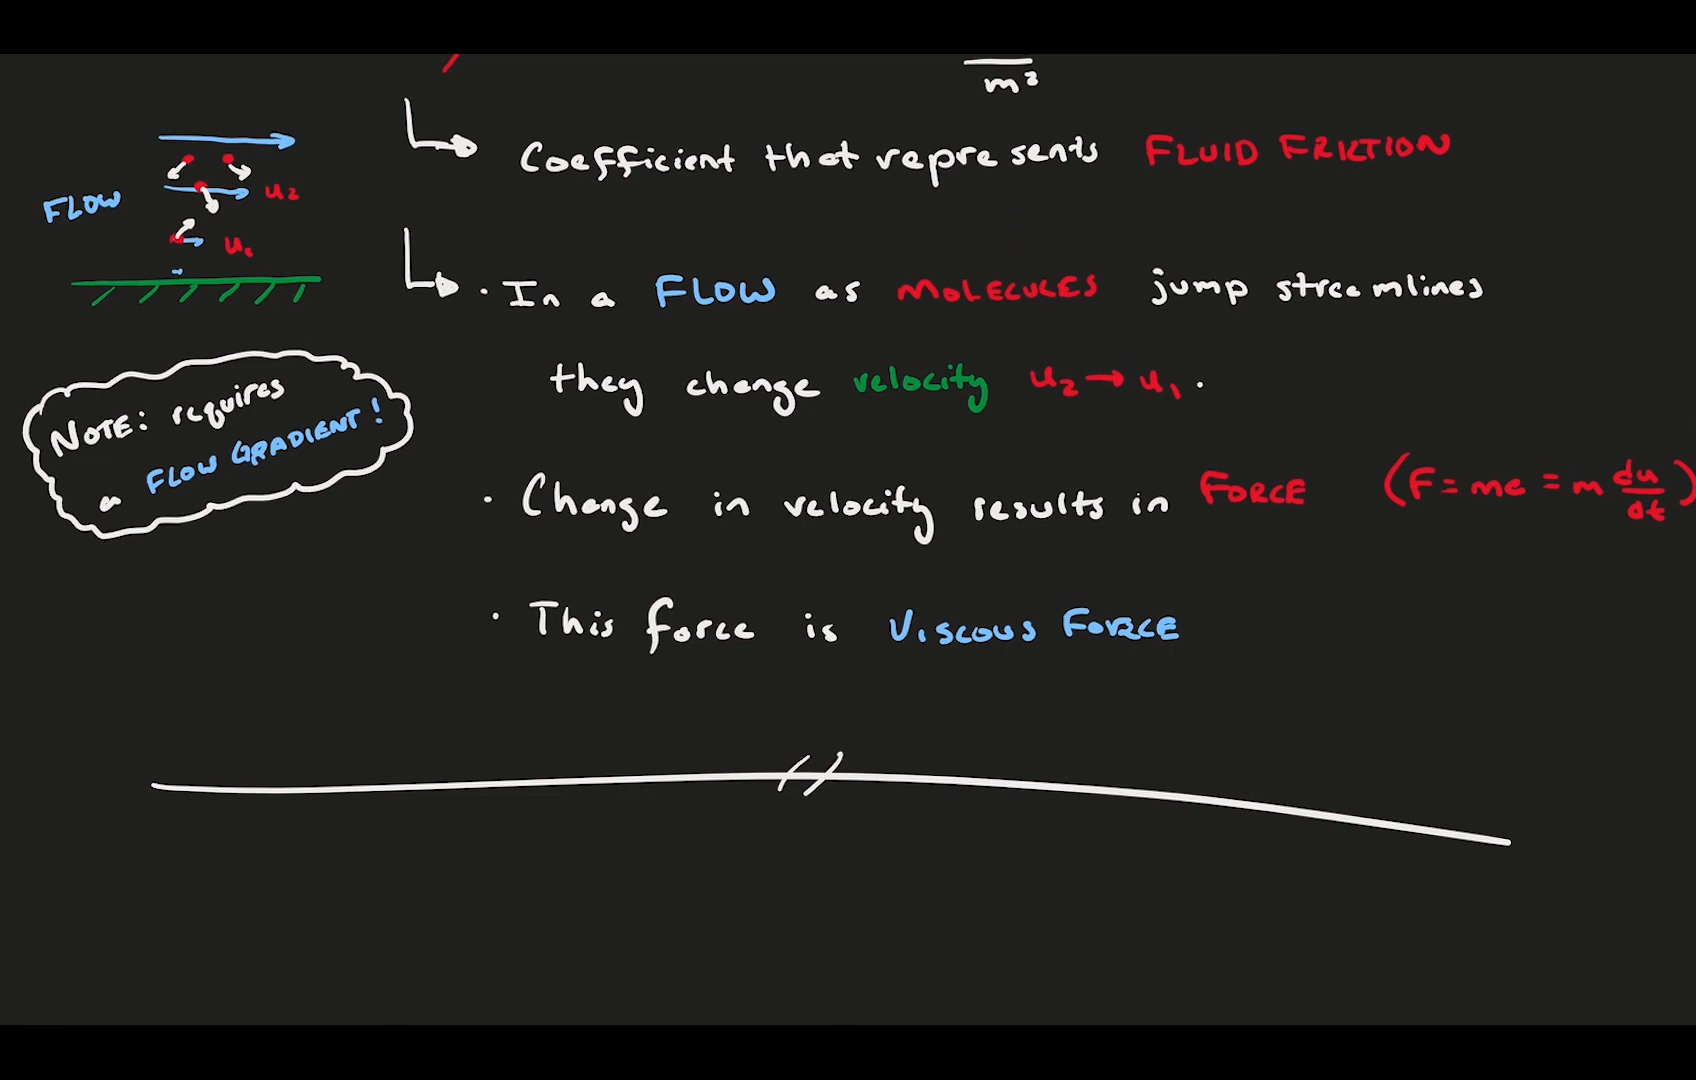 m²
Coefficient that represents FLUID FRICTION
FLOW
u₂
u₁
· In a FLOW as MOLECULES jump streamlines
they change velocity u₂ → u₁ .
NOTE: requires
a FLOW GRADIENT!
· Change in velocity results in FORCE (F = ma = m du/dt)
· This force is VISCOUS FORCE